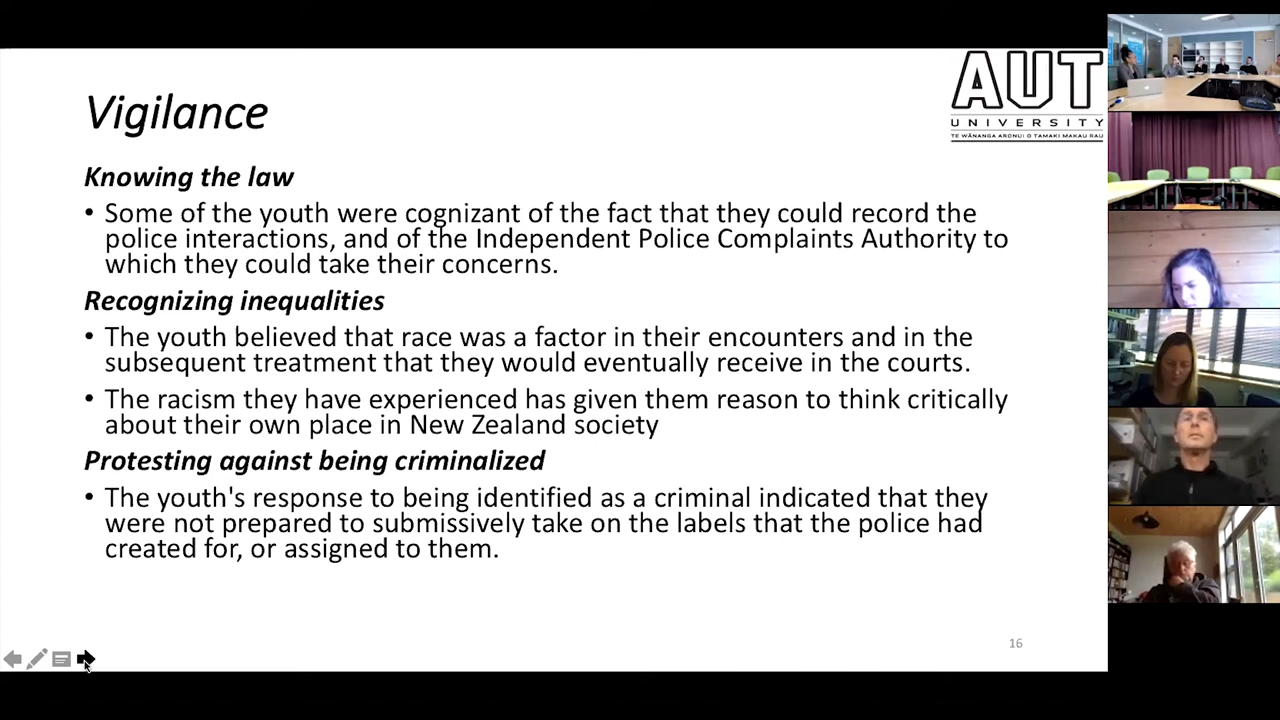 Vigilance
AUT
UNIVERSITY
TE WĀNANGA ARONUI O TAMAKI MAKAU RAU
Knowing the law
• Some of the youth were cognizant of the fact that they could record the
police interactions, and of the Independent Police Complaints Authority to
which they could take their concerns.
Recognizing inequalities
• The youth believed that race was a factor in their encounters and in the
subsequent treatment that they would eventually receive in the courts.
• The racism they have experienced has given them reason to think critically
about their own place in New Zealand society
Protesting against being criminalized
• The youth's response to being identified as a criminal indicated that they
were not prepared to submissively take on the labels that the police had
created for, or assigned to them.
16